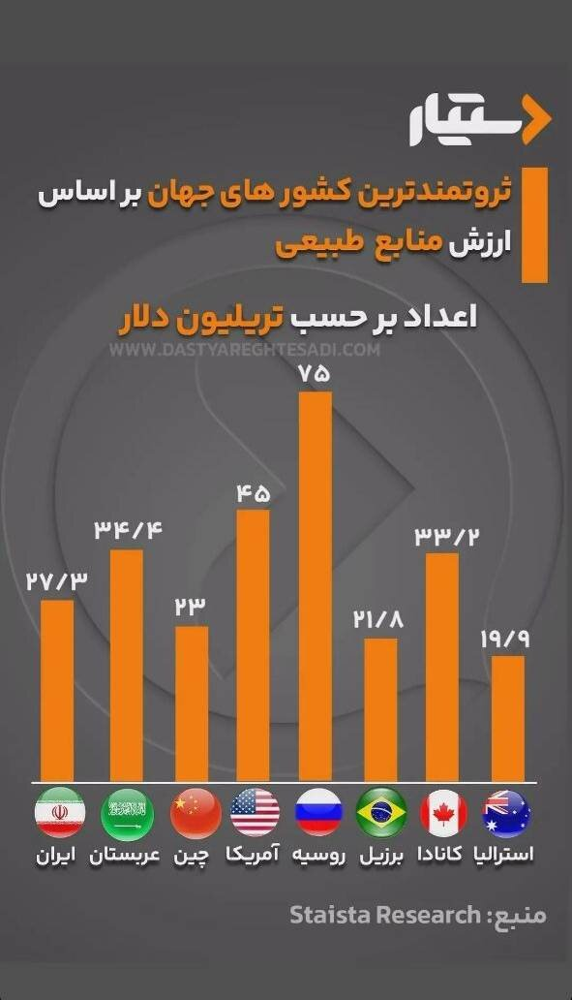 دستیار
ثروتمندترین کشور های جهان بر اساس
ارزش منابع طبیعی
اعداد بر حسب تریلیون دلار
WWW.DASTYAREGHTESADI.COM
۷۵
۴۵
۳۴/۴
۳۳/۲
۲۷/۳
۲۳
۲۱/۸
۱۹/۹
استرالیا کانادا برزیل روسیه آمریکا چین عربستان ایران
منبع: Staista Research